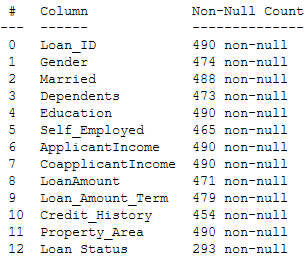 #   Column             Non-Null Count
---  ------             --------------
0   Loan_ID            490 non-null
1   Gender             474 non-null
2   Married            488 non-null
3   Dependents         473 non-null
4   Education          490 non-null
5   Self_Employed      465 non-null
6   ApplicantIncome    490 non-null
7   CoapplicantIncome  490 non-null
8   LoanAmount         471 non-null
9   Loan_Amount_Term   479 non-null
10  Credit_History     454 non-null
11  Property_Area      490 non-null
12  Loan Status        293 non-null